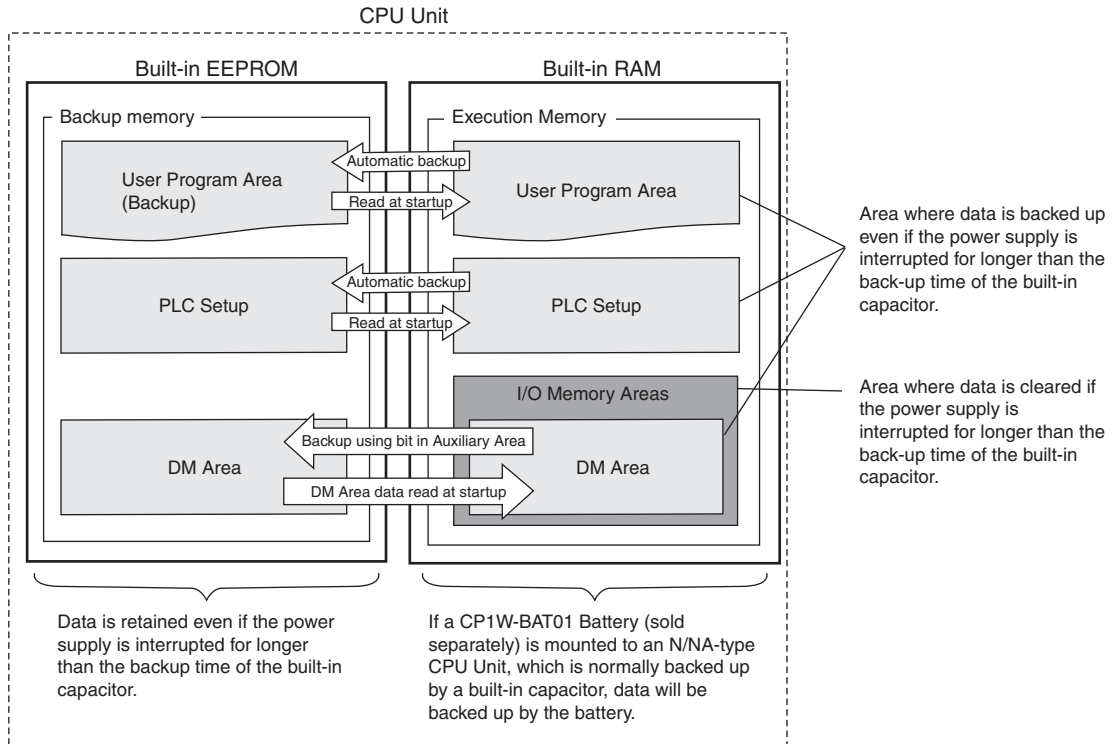 CPU Unit
Built-in EEPROM
Built-in RAM
Backup memory
Execution Memory
User Program Area
(Backup)
Automatic backup
Read at startup
User Program Area
PLC Setup
Automatic backup
Read at startup
PLC Setup
I/O Memory Areas
DM Area
Backup using bit in Auxiliary Area
DM Area data read at startup
DM Area
Area where data is backed up
even if the power supply is
interrupted for longer than the
back-up time of the built-in
capacitor.
Area where data is cleared if
the power supply is
interrupted for longer than the
back-up time of the built-in
capacitor.
Data is retained even if the power
supply is interrupted for longer
than the backup time of the built-in
capacitor.
If a CP1W-BAT01 Battery (sold
separately) is mounted to an N/NA-type
CPU Unit, which is normally backed up
by a built-in capacitor, data will be
backed up by the battery.